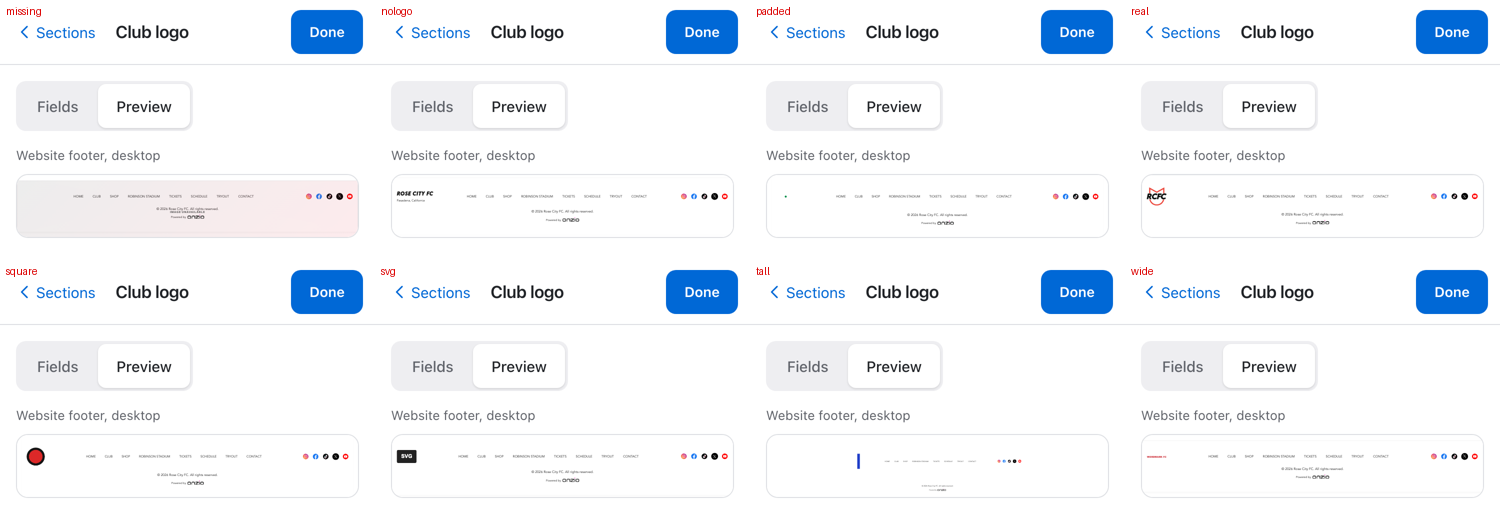 missing
Sections
Club logo
Done
Fields
Preview
Website footer, desktop
HOME CLUB SHOP ROBINSON STADIUM TICKETS SCHEDULE TRYOUT CONTACT
© 2026 Rose City FC. All rights reserved.
Powered by onzio
nologo
Sections
Club logo
Done
Fields
Preview
Website footer, desktop
ROSE CITY FC
Pasadena, California
HOME CLUB SHOP ROBINSON STADIUM TICKETS SCHEDULE TRYOUT CONTACT
© 2026 Rose City FC. All rights reserved.
Powered by onzio
padded
Sections
Club logo
Done
Fields
Preview
Website footer, desktop
HOME CLUB SHOP ROBINSON STADIUM TICKETS SCHEDULE TRYOUT CONTACT
© 2026 Rose City FC. All rights reserved.
Powered by onzio
real
Sections
Club logo
Done
Fields
Preview
Website footer, desktop
RCFC
HOME CLUB SHOP ROBINSON STADIUM TICKETS SCHEDULE TRYOUT CONTACT
© 2026 Rose City FC. All rights reserved.
Powered by onzio
square
Sections
Club logo
Done
Fields
Preview
Website footer, desktop
HOME CLUB SHOP ROBINSON STADIUM TICKETS SCHEDULE TRYOUT CONTACT
© 2026 Rose City FC. All rights reserved.
Powered by onzio
svg
Sections
Club logo
Done
Fields
Preview
Website footer, desktop
SVG
HOME CLUB SHOP ROBINSON STADIUM TICKETS SCHEDULE TRYOUT CONTACT
© 2026 Rose City FC. All rights reserved.
Powered by onzio
tall
Sections
Club logo
Done
Fields
Preview
Website footer, desktop
wide
Sections
Club logo
Done
Fields
Preview
Website footer, desktop
HOME CLUB SHOP ROBINSON STADIUM TICKETS SCHEDULE TRYOUT CONTACT
© 2026 Rose City FC. All rights reserved.
Powered by onzio